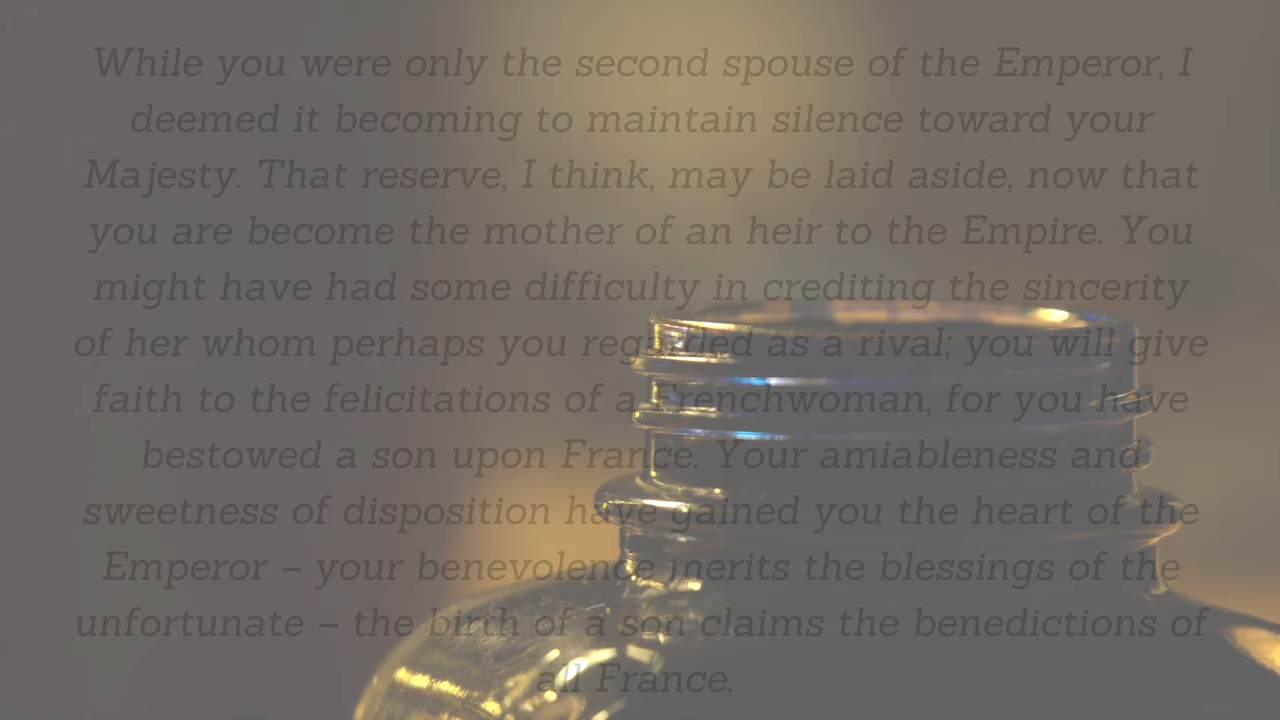 While you were only the second spouse of the Emperor, I
deemed it becoming to maintain silence toward your
Majesty. That reserve, I think, may be laid aside, now that
you are become the mother of an heir to the Empire. You
might have had some difficulty in crediting the sincerity
of her whom perhaps you regarded as a rival; you will give
faith to the felicitations of a Frenchwoman, for you have
bestowed a son upon France. Your amiableness and
sweetness of disposition have gained you the heart of the
Emperor – your benevolence merits the blessings of the
unfortunate – the birth of a son claims the benedictions of
all France.